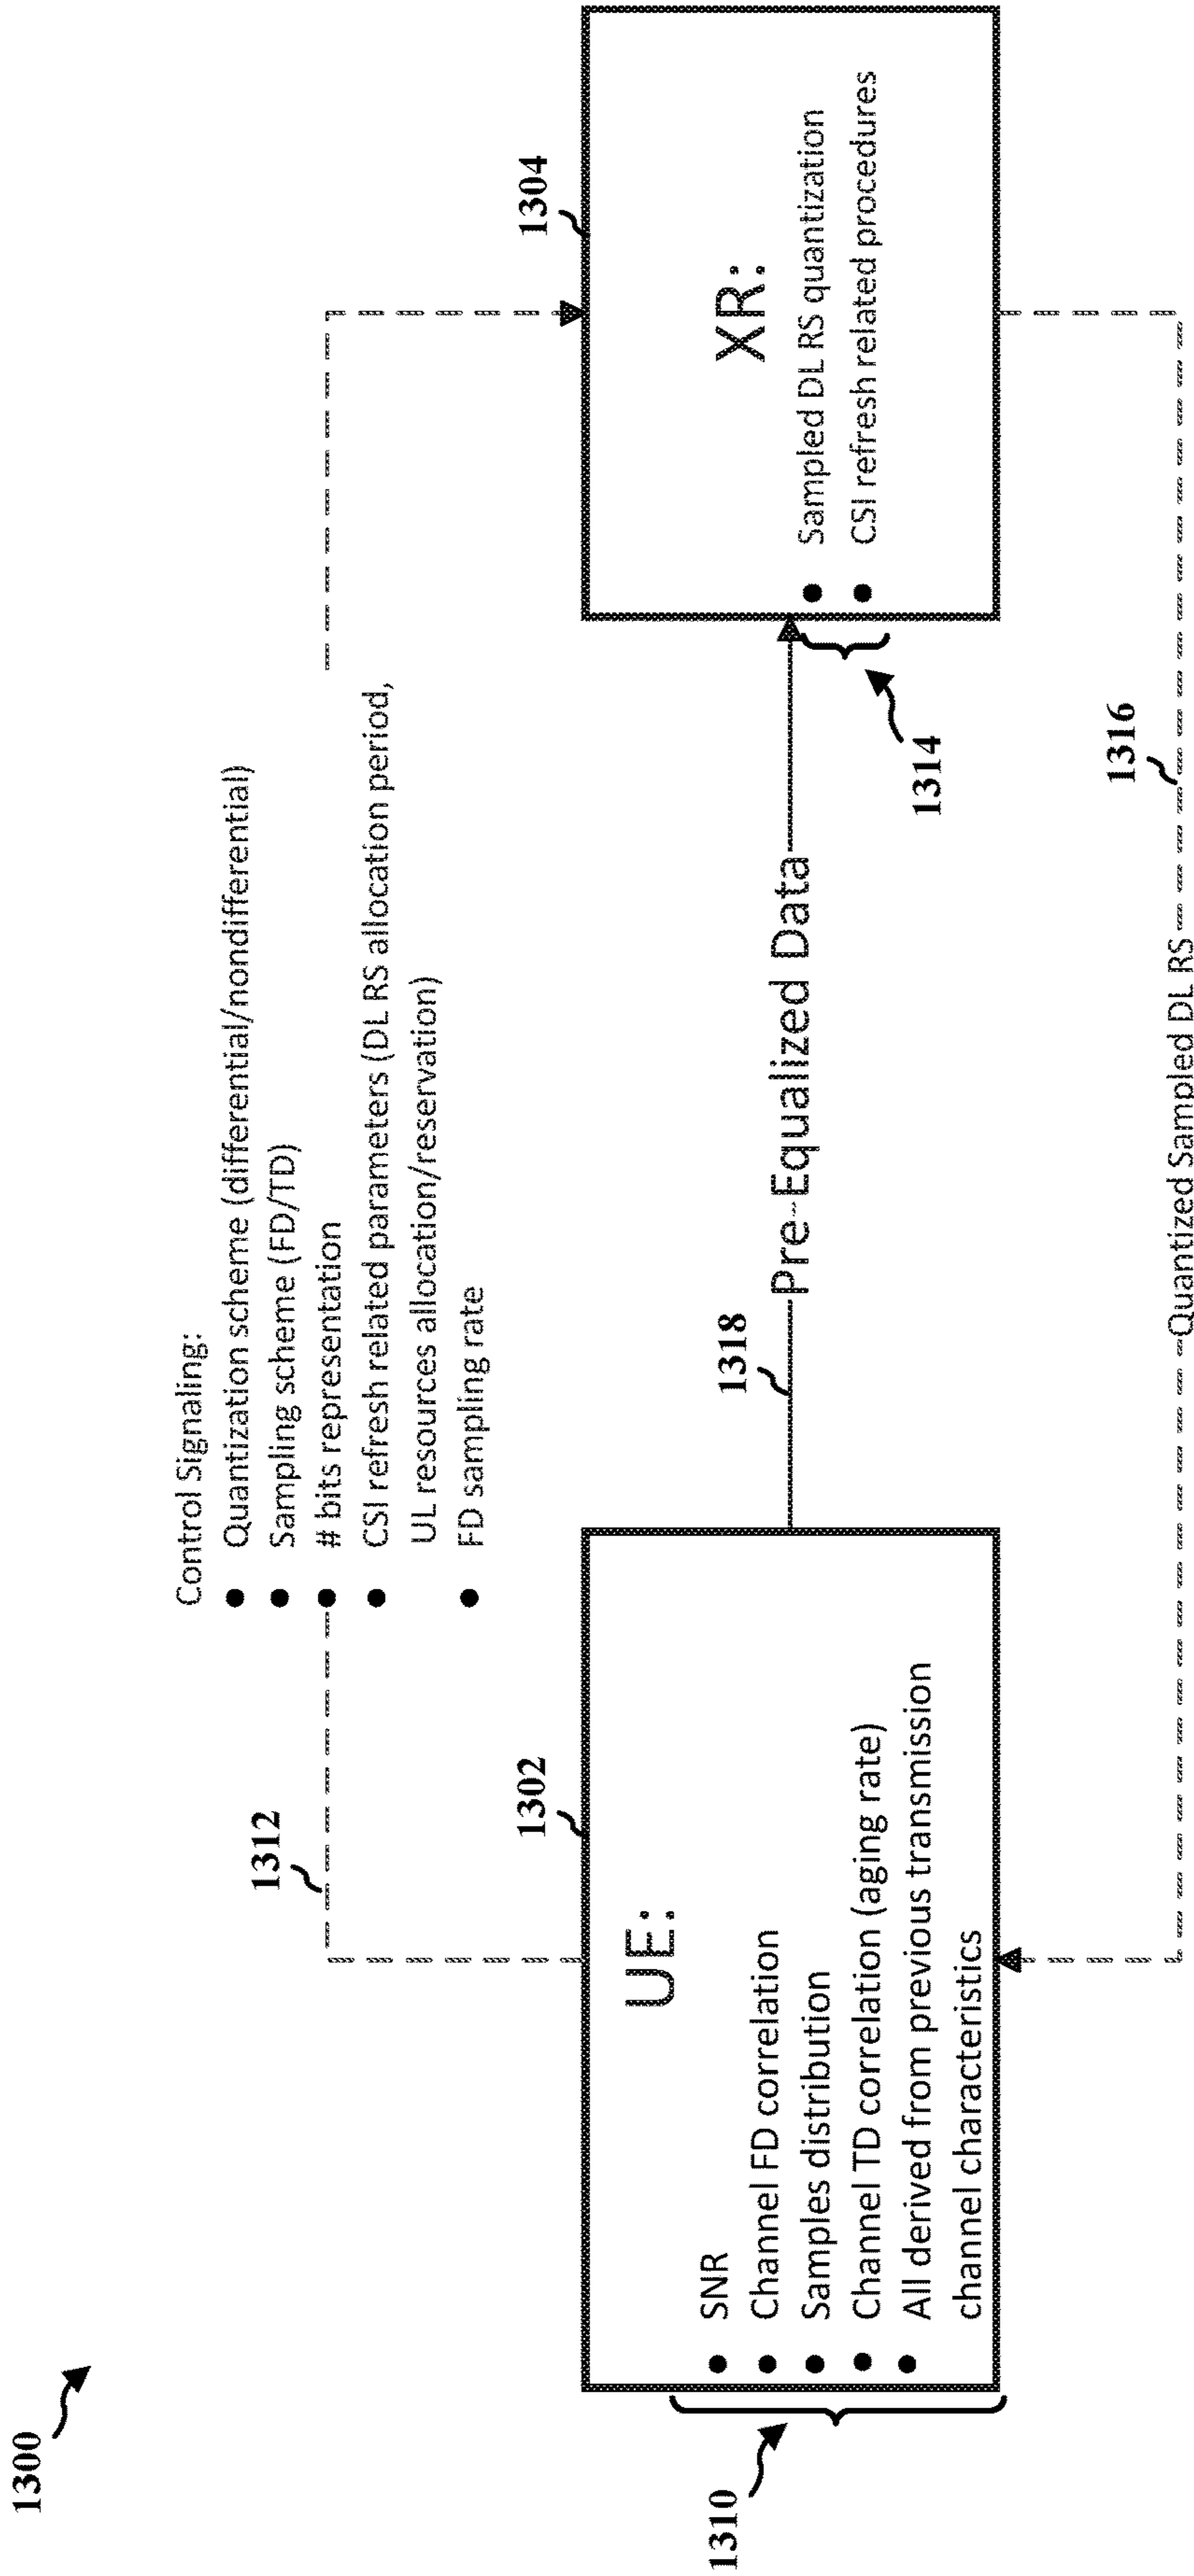 1300
Control Signaling:
● Quantization scheme (differential/nondifferential)
● Sampling scheme (FD/TD)
● # bits representation
● CSI refresh related parameters (DL RS allocation period,
UL resources allocation/reservation)
● FD sampling rate
1312
1302
UE:
● SNR
● Channel FD correlation
● Samples distribution
● Channel TD correlation (aging rate)
● All derived from previous transmission
channel characteristics
1310
1318
Pre-Equalized Data
1304
XR:
● Sampled DL RS quantization
● CSI refresh related procedures
1314
1316
Quantized Sampled DL RS